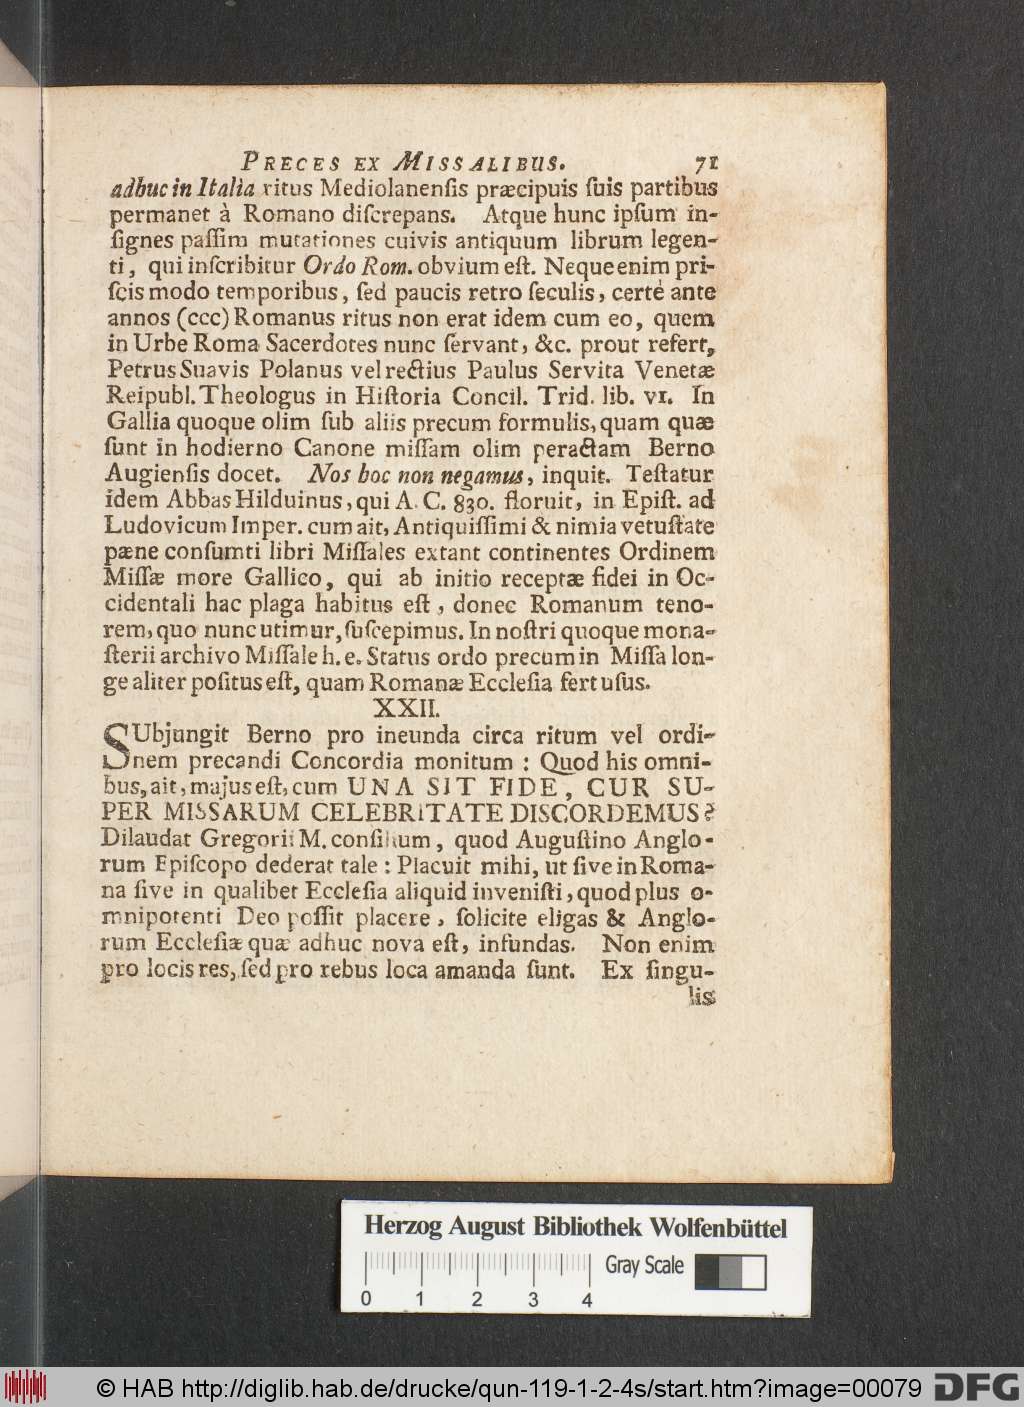 PRECES EX MISSALIBUS. 71
adhuc in Italia ritus Mediolanenſis præcipuis ſuis partibus
permanet à Romano diſcrepans. Atque hunc ipſum in-
ſignes paſſim mutationes cuivis antiquum librum legen-
ti, qui inſcribitur Ordo Rom. obvium eſt. Neque enim pri-
ſcis modo temporibus, ſed paucis retro ſeculis, certè ante
annos (ccc) Romanus ritus non erat idem cum eo, quem
in Urbe Roma Sacerdotes nunc ſervant, &c. prout refert,
Petrus Suavis Polanus vel rectius Paulus Servita Venetæ
Reipubl. Theologus in Hiſtoria Concil. Trid. lib. VI. In
Gallia quoque olim ſub aliis precum formulis, quam quæ
ſunt in hodierno Canone miſſam olim peractam Berno
Augienſis docet. Nos hoc non negamus, inquit. Teſtatur
idem Abbas Hilduinus, qui A. C. 830. floruit, in Epiſt. ad
Ludovicum Imper. cum ait, Antiquiſſimi & nimia vetuſtate
pæne conſumti libri Miſſales extant continentes Ordinem
Miſſæ more Gallico, qui ab initio receptæ fidei in Oc-
cidentali hac plaga habitus eſt, donec Romanum teno-
rem, quo nunc utimur, ſuſcepimus. In noſtri quoque mona-
ſterii archivo Miſſale h. e. Status ordo precum in Miſſa lon-
ge aliter poſitus eſt, quam Romanæ Eccleſia fert uſus.
XXII.
SUbjungit Berno pro ineunda circa ritum vel ordi-
nem precandi Concordia monitum : Quod his omni-
bus, ait, majus eſt, cum UNA SIT FIDE, CUR SU-
PER MISSARUM CELEBRITATE DISCORDEMUS?
Dilaudat Gregorii M. conſilium, quod Auguſtino Anglo-
rum Epiſcopo dederat tale : Placuit mihi, ut ſive in Roma-
na ſive in qualibet Eccleſia aliquid inveniſti, quod plus o-
mnipotenti Deo poſſit placere, ſolicite eligas & Anglo-
rum Eccleſiæ quæ adhuc nova eſt, infundas. Non enim
pro locis res, ſed pro rebus loca amanda ſunt. Ex ſingu-
lis
Herzog August Bibliothek Wolfenbüttel
Gray Scale
0 1 2 3 4
© HAB http://diglib.hab.de/drucke/qun-119-1-2-4s/start.htm?image=00079 DFG